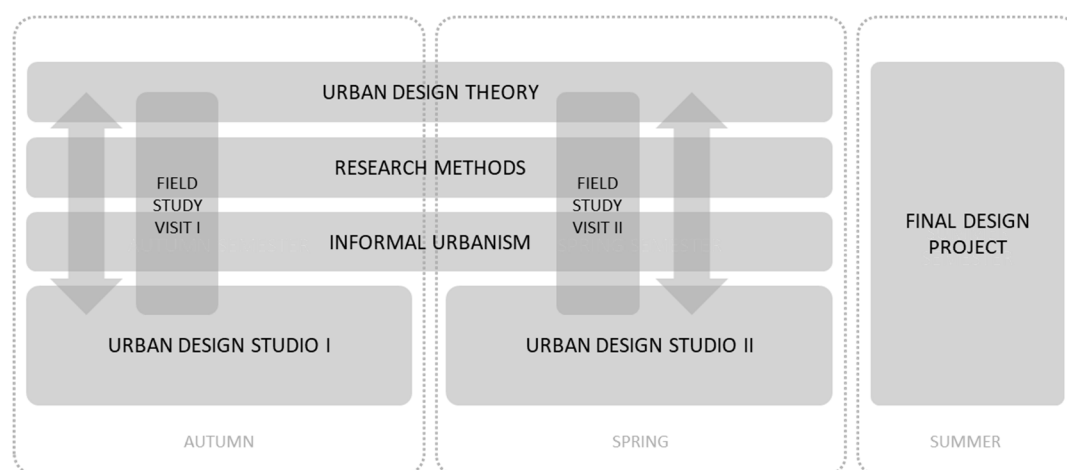 URBAN DESIGN THEORY
RESEARCH METHODS
FIELD
STUDY
VISIT I
FIELD
STUDY
VISIT II
INFORMAL URBANISM
URBAN DESIGN STUDIO I
URBAN DESIGN STUDIO II
FINAL DESIGN
PROJECT
AUTUMN
SPRING
SUMMER